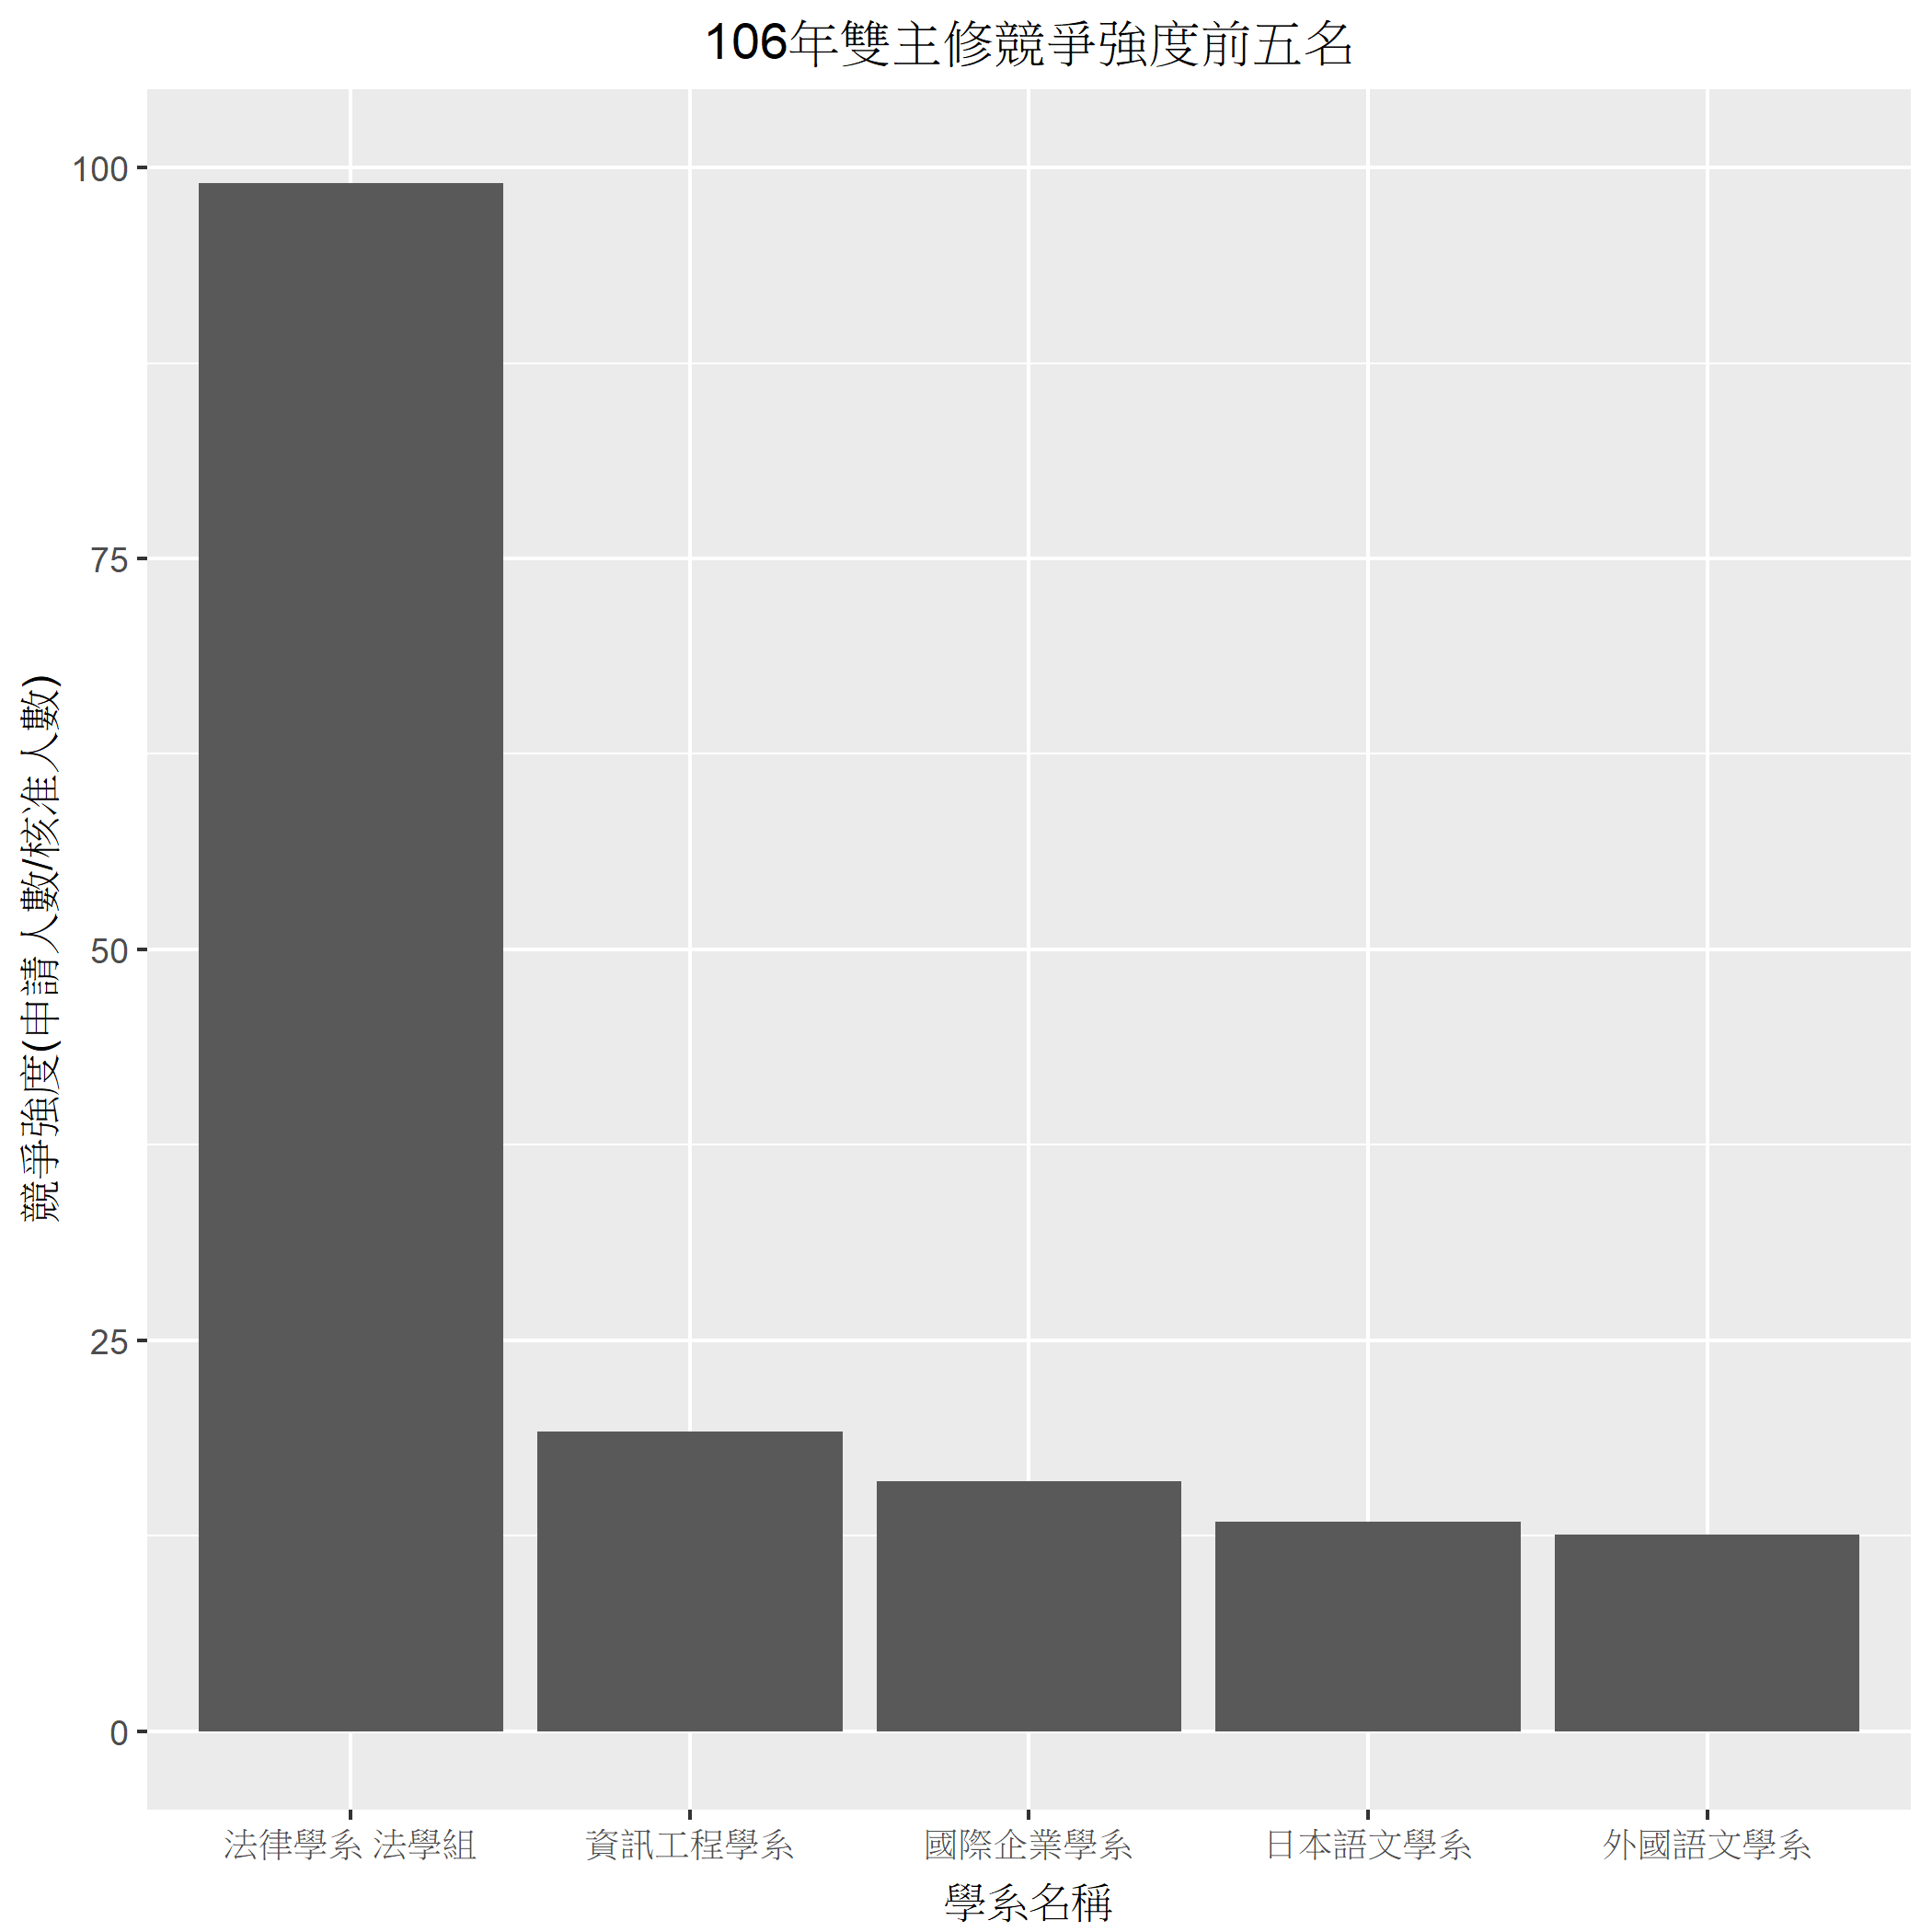 106年雙主修競爭強度前五名
競爭強度(申請人數/核准人數)
100
75
50
25
0
法律學系 法學組
資訊工程學系
國際企業學系
日本語文學系
外國語文學系
學系名稱